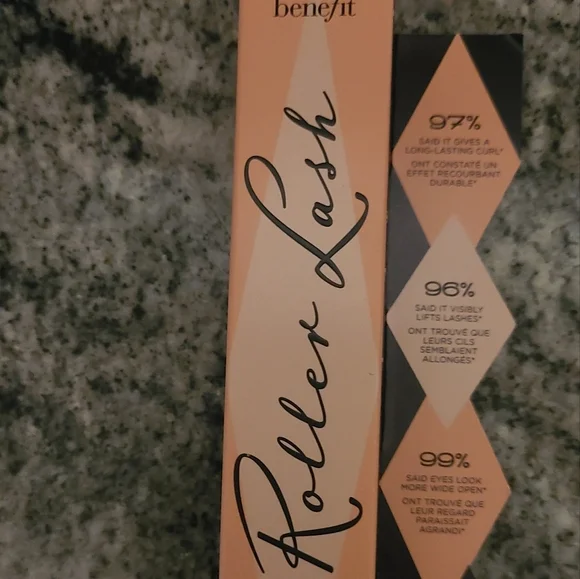 benefit
Roller Lash
97%
SAID IT GIVES A
LONG-LASTING CURL*
ONT CONSTATÉ UN
EFFET RECOURBANT
DURABLE*
96%
SAID IT VISIBLY
LIFTS LASHES*
ONT TROUVÉ QUE
LEURS CILS
SEMBLAIENT
ALLONGÉS*
99%
SAID EYES LOOK
MORE WIDE OPEN*
ONT TROUVÉ QUE
LEUR REGARD
PARAISSAIT
AGRANDI*